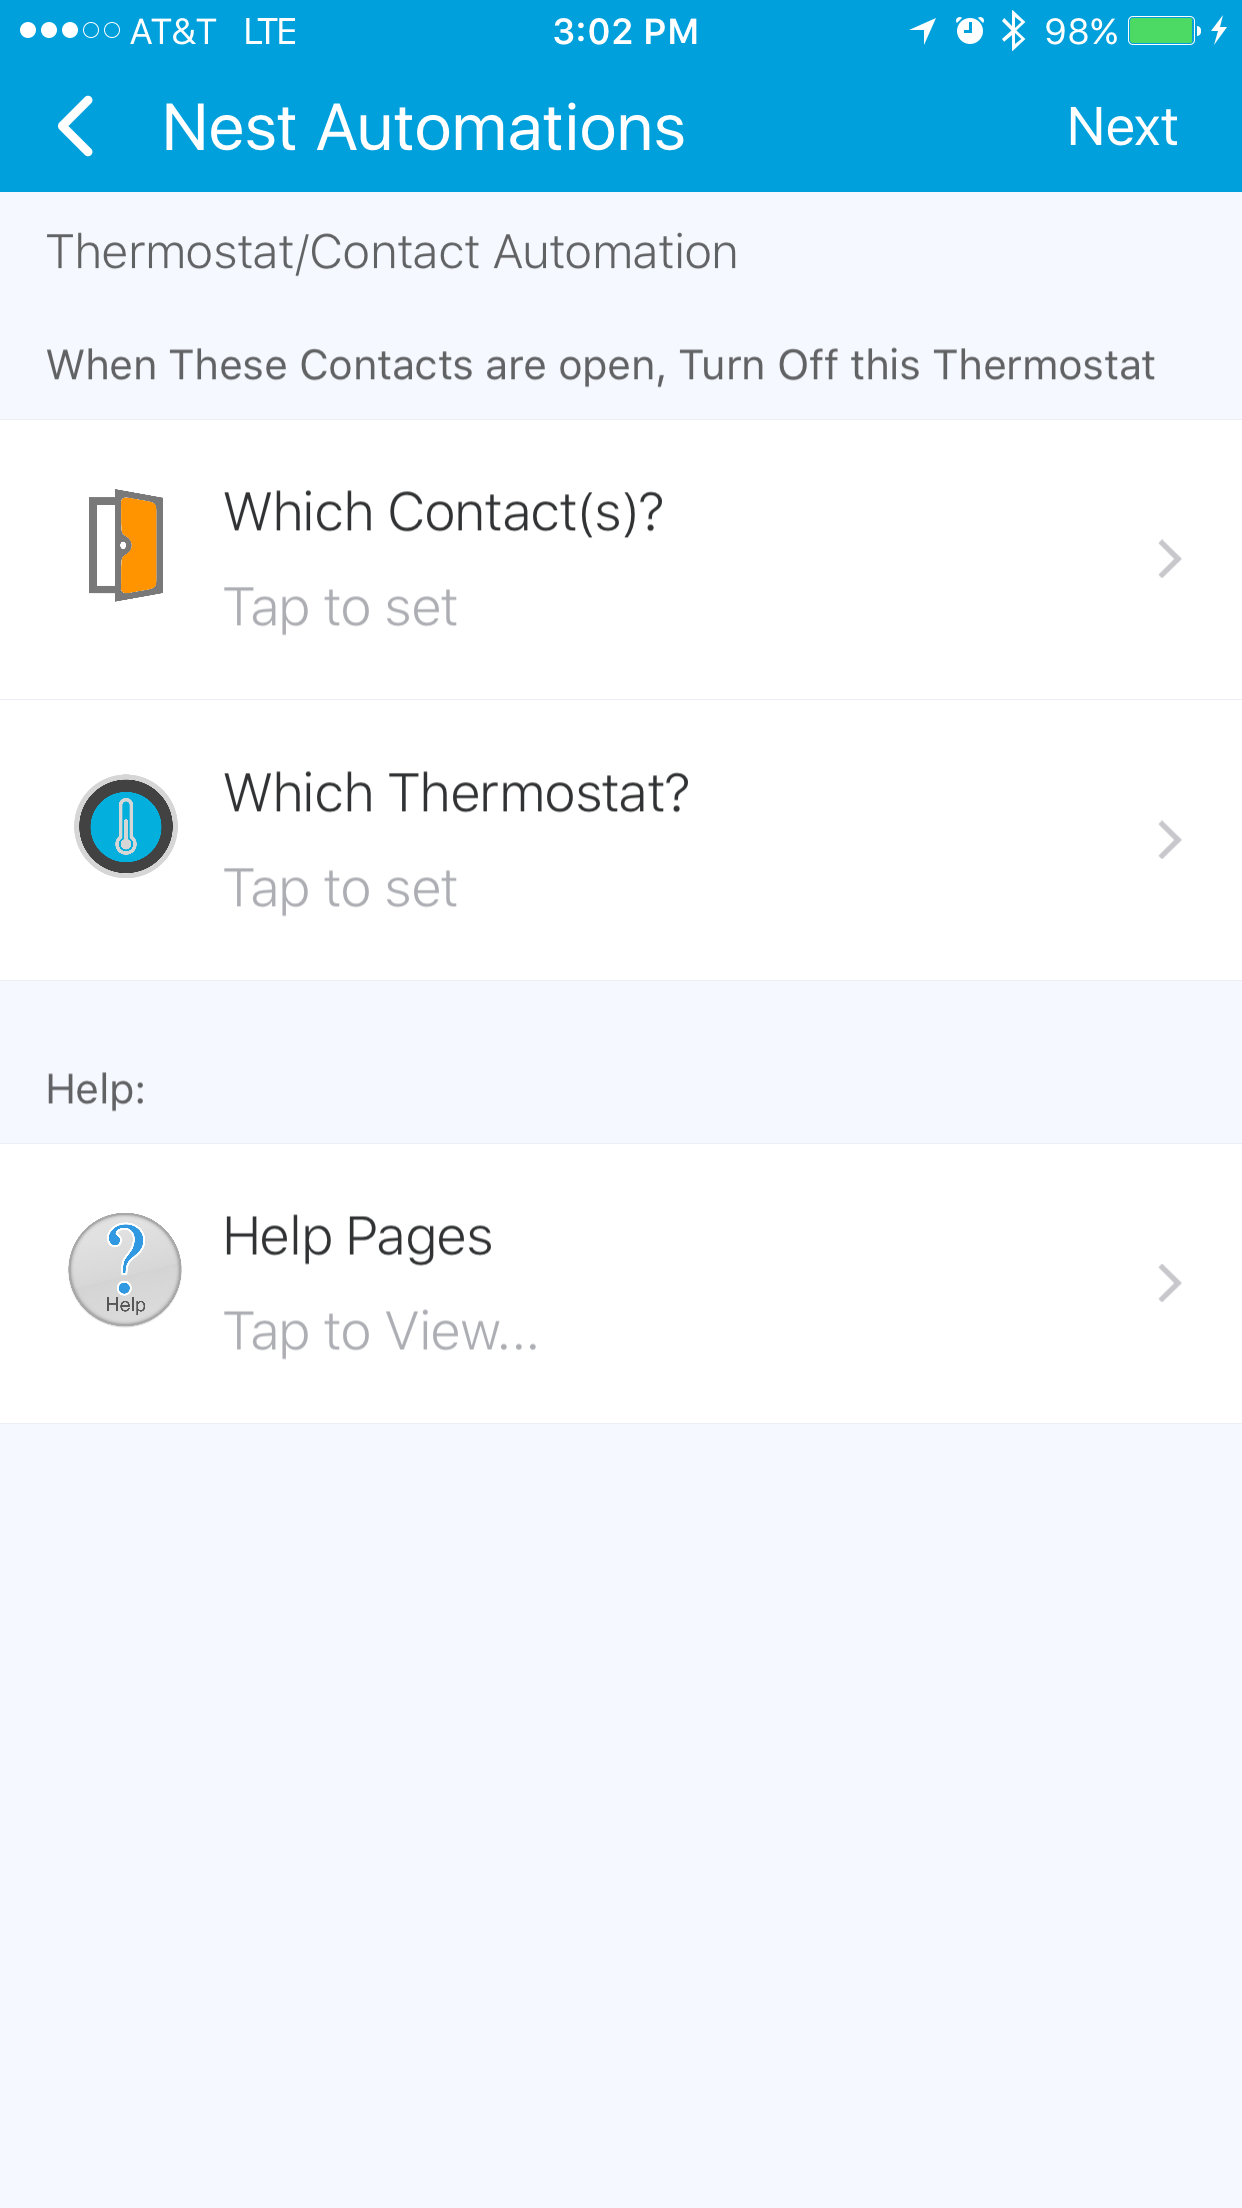 AT&T LTE 3:02 PM 98%
Nest Automations Next
Thermostat/Contact Automation
When These Contacts are open, Turn Off this Thermostat
Which Contact(s)?
Tap to set
Which Thermostat?
Tap to set
Help:
Help Pages
? Help
Tap to View...